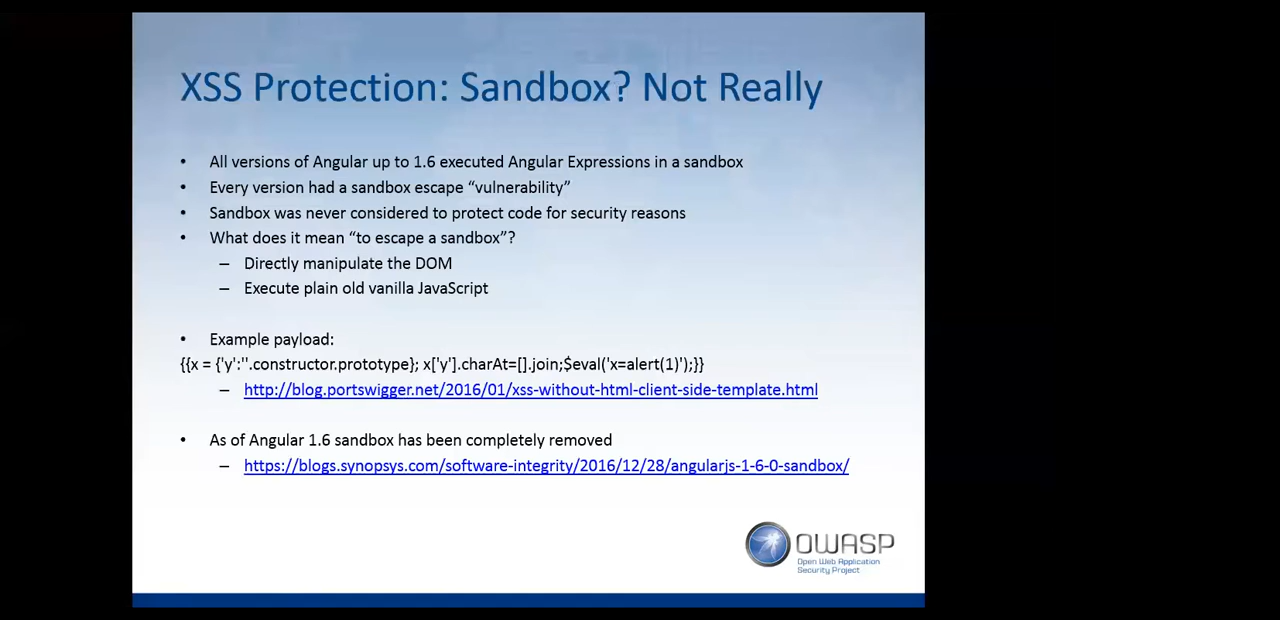 XSS Protection: Sandbox? Not Really
• All versions of Angular up to 1.6 executed Angular Expressions in a sandbox
• Every version had a sandbox escape “vulnerability”
• Sandbox was never considered to protect code for security reasons
• What does it mean “to escape a sandbox”?
– Directly manipulate the DOM
– Execute plain old vanilla JavaScript
• Example payload:
{{x = {'y':''.constructor.prototype}; x['y'].charAt=[].join;$eval('x=alert(1)');}}
– http://blog.portswigger.net/2016/01/xss-without-html-client-side-template.html
• As of Angular 1.6 sandbox has been completely removed
– https://blogs.synopsys.com/software-integrity/2016/12/28/angularjs-1-6-0-sandbox/
OWASP
Open Web Application
Security Project